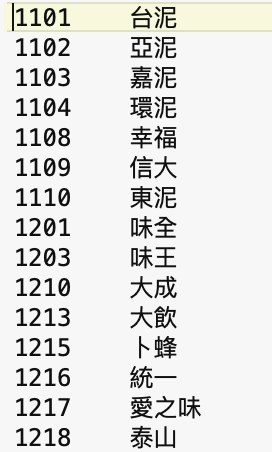 1101 台泥
1102 亞泥
1103 嘉泥
1104 環泥
1108 幸福
1109 信大
1110 東泥
1201 味全
1203 味王
1210 大成
1213 大飲
1215 卜蜂
1216 統一
1217 愛之味
1218 泰山